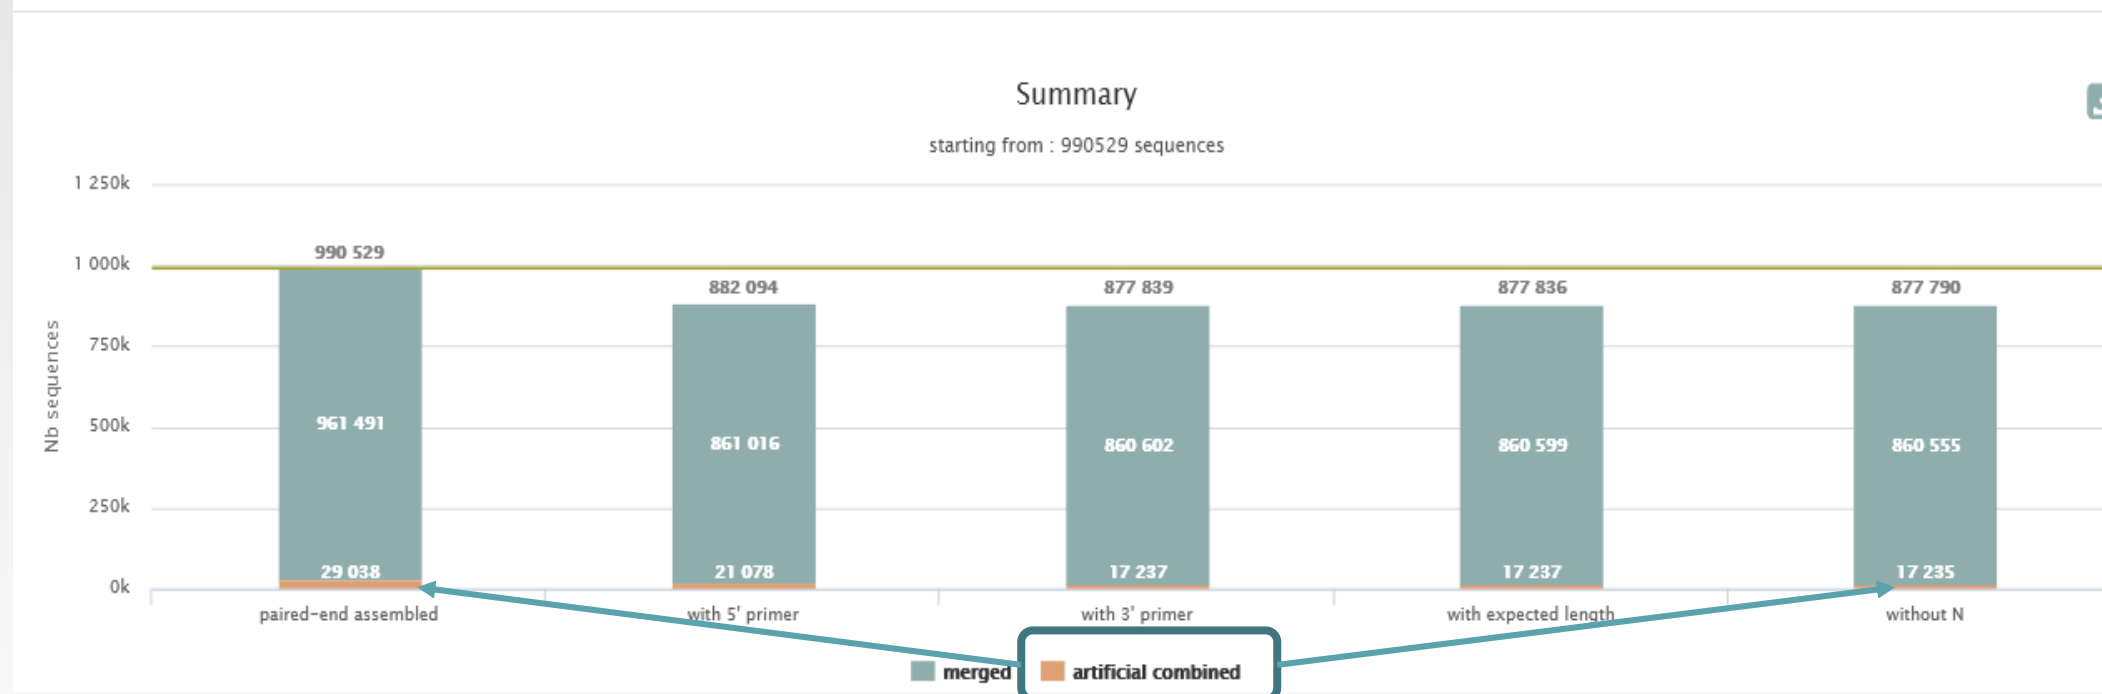 Summary
starting from : 990529 sequences
1 250k
1 000k
750k
500k
250k
0k
Nb sequences
990 529
882 094
877 839
877 836
877 790
961 491
861 016
860 602
860 599
860 555
29 038
21 078
17 237
17 237
17 235
paired-end assembled
with 5' primer
with 3' primer
with expected length
without N
merged
artificial combined